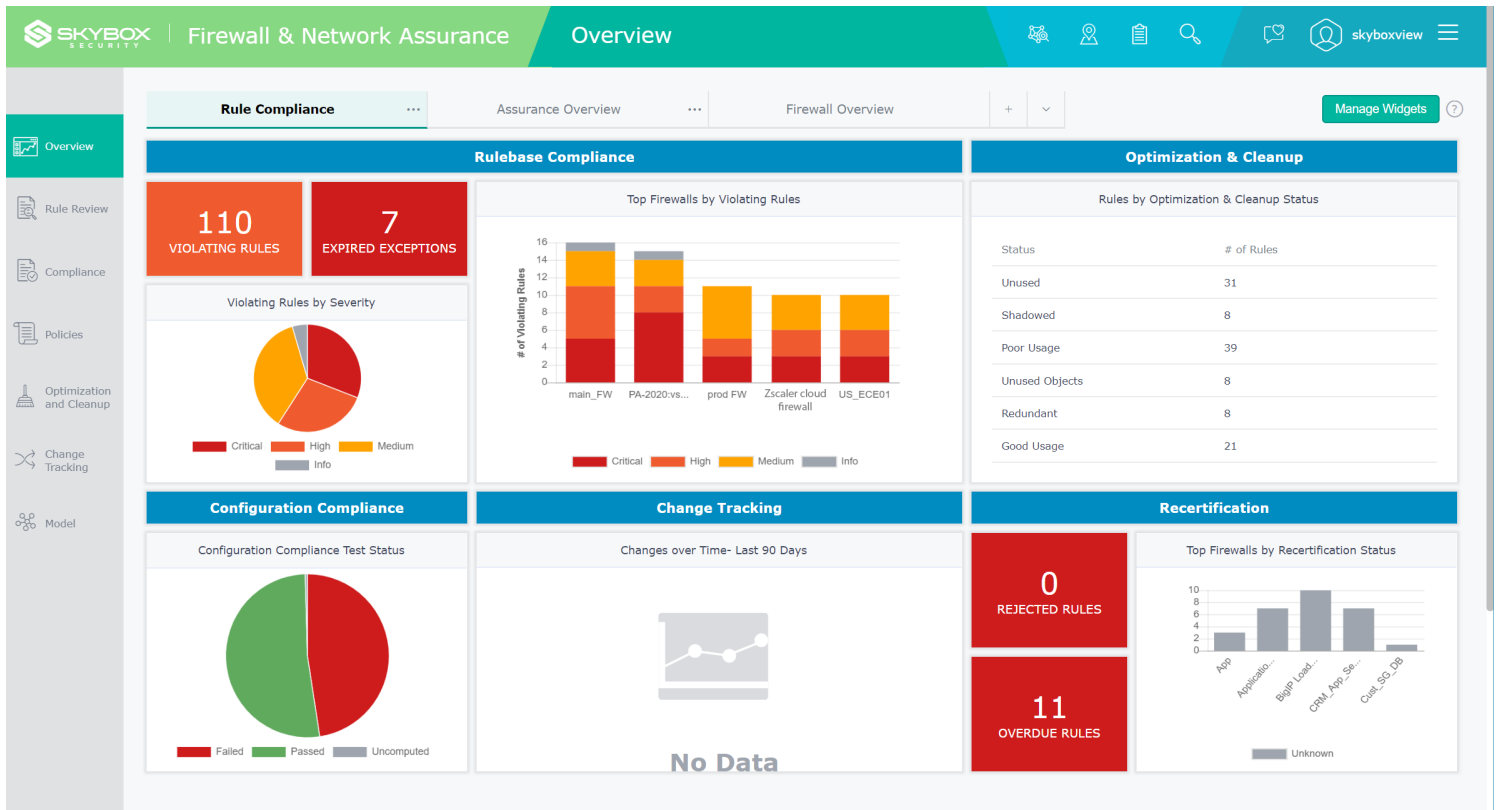 SKYBOX
SECURITY
Firewall & Network Assurance
Overview
skyboxview
Rule Compliance
...
Assurance Overview
...
Firewall Overview
+
Manage Widgets
?
Overview
Rule Review
Compliance
Policies
Optimization
and Cleanup
Change
Tracking
Model
Rulebase Compliance
110
VIOLATING RULES
7
EXPIRED EXCEPTIONS
Violating Rules by Severity
Critical High Medium
Info
Top Firewalls by Violating Rules
# of Violating Rules
16
14
12
10
8
6
4
2
0
main_FW PA-2020:vs... prod FW Zscaler cloud US_ECE01
firewall
Critical High Medium Info
Optimization & Cleanup
Rules by Optimization & Cleanup Status
Status # of Rules
Unused 31
Shadowed 8
Poor Usage 39
Unused Objects 8
Redundant 8
Good Usage 21
Configuration Compliance
Configuration Compliance Test Status
Failed Passed Uncomputed
Change Tracking
Changes over Time- Last 90 Days
No Data
Recertification
0
REJECTED RULES
11
OVERDUE RULES
Top Firewalls by Recertification Status
10
8
6
4
2
0
App Applicatio... BigIP Load... CRM_App_Se... Cust_SG_DB
Unknown